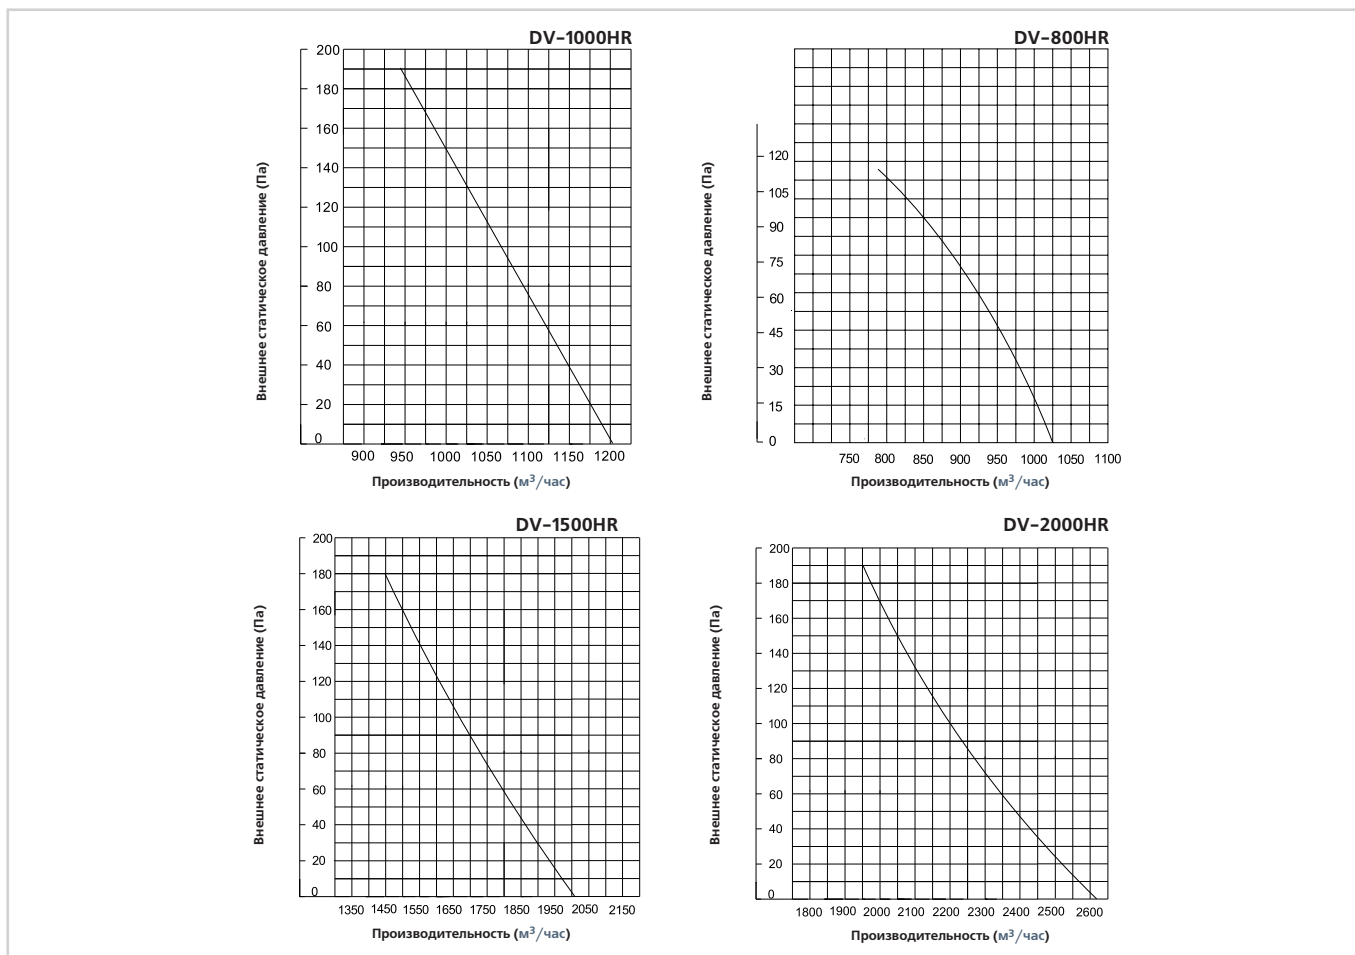 DV-1000HR
200
180
160
140
120
100
80
60
40
20
0
Внешнее статическое давление (Па)
900 950 1000 1050 1100 1150 1200
Производительность (м³/час)
DV-800HR
120
105
90
75
60
45
30
15
0
Внешнее статическое давление (Па)
750 800 850 900 950 1000 1050 1100
Производительность (м³/час)
DV-1500HR
200
180
160
140
120
100
80
60
40
20
0
Внешнее статическое давление (Па)
1350 1450 1550 1650 1750 1850 1950 2050 2150
Производительность (м³/час)
DV-2000HR
200
180
160
140
120
100
80
60
40
20
0
Внешнее статическое давление (Па)
1800 1900 2000 2100 2200 2300 2400 2500 2600
Производительность (м³/час)